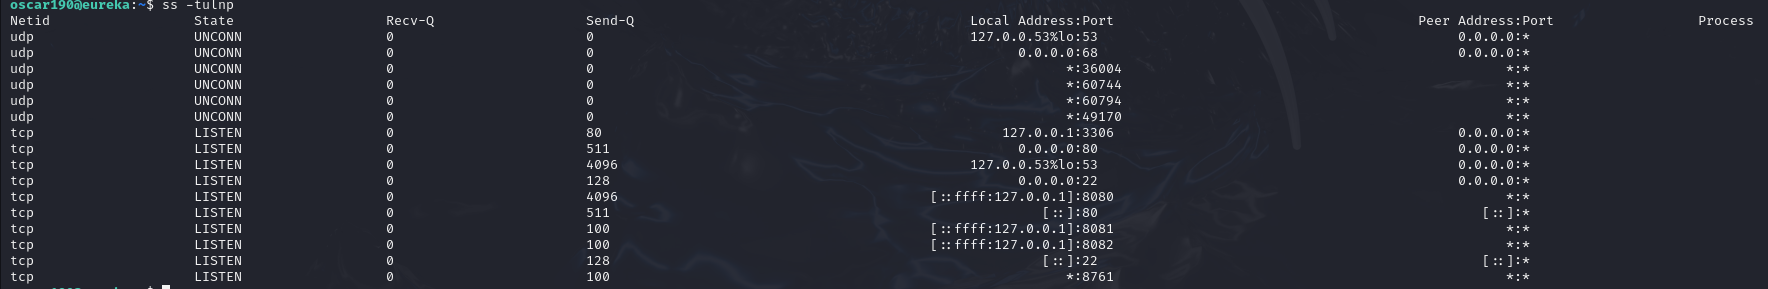 oscar190@eureka:~$ ss -tulnp
Netid State Recv-Q Send-Q Local Address:Port Peer Address:Port Process
udp UNCONN 0 0 127.0.0.53%lo:53 0.0.0.0:*
udp UNCONN 0 0 0.0.0.0:68 0.0.0.0:*
udp UNCONN 0 0 *:36004 *:*
udp UNCONN 0 0 *:60744 *:*
udp UNCONN 0 0 *:60794 *:*
udp UNCONN 0 0 *:49170 *:*
tcp LISTEN 0 80 127.0.0.1:3306 0.0.0.0:*
tcp LISTEN 0 511 0.0.0.0:80 0.0.0.0:*
tcp LISTEN 0 4096 127.0.0.53%lo:53 0.0.0.0:*
tcp LISTEN 0 128 0.0.0.0:22 0.0.0.0:*
tcp LISTEN 0 4096 [::ffff:127.0.0.1]:8080 *:*
tcp LISTEN 0 511 [::]:80 [::]:*
tcp LISTEN 0 100 [::ffff:127.0.0.1]:8081 *:*
tcp LISTEN 0 100 [::ffff:127.0.0.1]:8082 *:*
tcp LISTEN 0 128 [::]:22 [::]:*
tcp LISTEN 0 100 *:8761 *:*